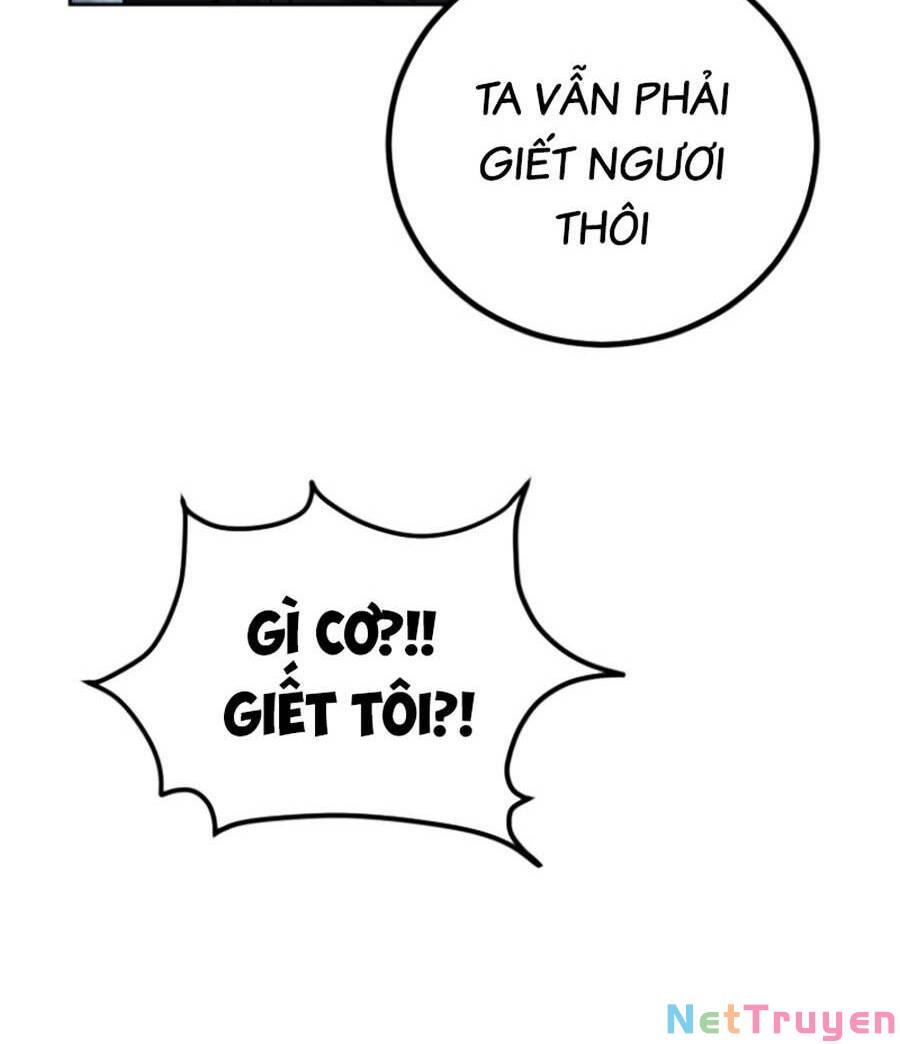 TA VẪN PHẢI
GIẾT NGƯƠI
THÔI
GÌ CƠ?!!
GIẾT TÔI?!
NetTruyen